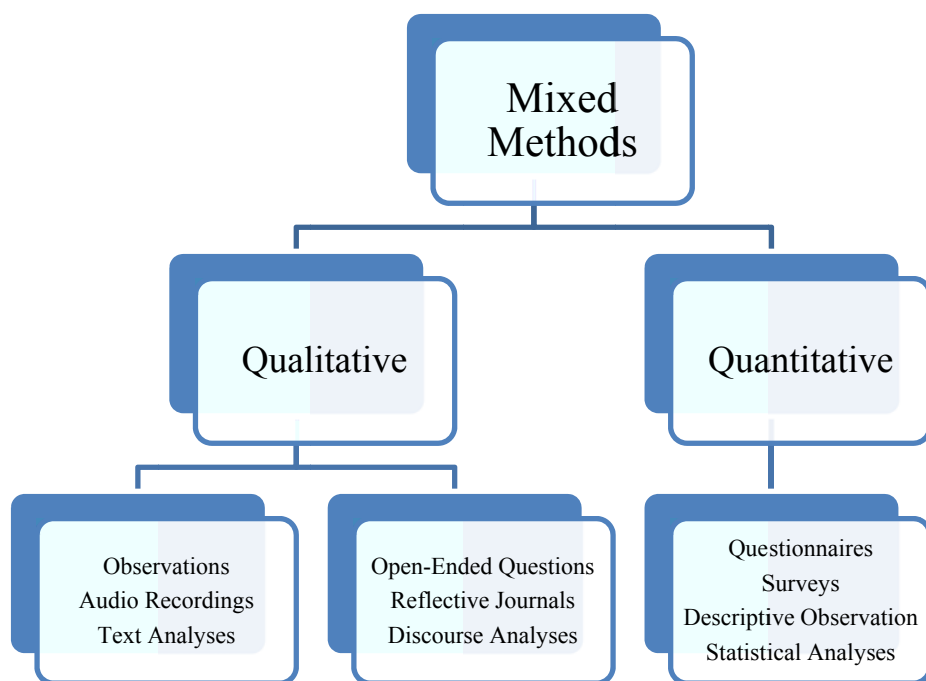 Mixed
Methods
Qualitative
Quantitative
Observations
Audio Recordings
Text Analyses
Open-Ended Questions
Reflective Journals
Discourse Analyses
Questionnaires
Surveys
Descriptive Observation
Statistical Analyses